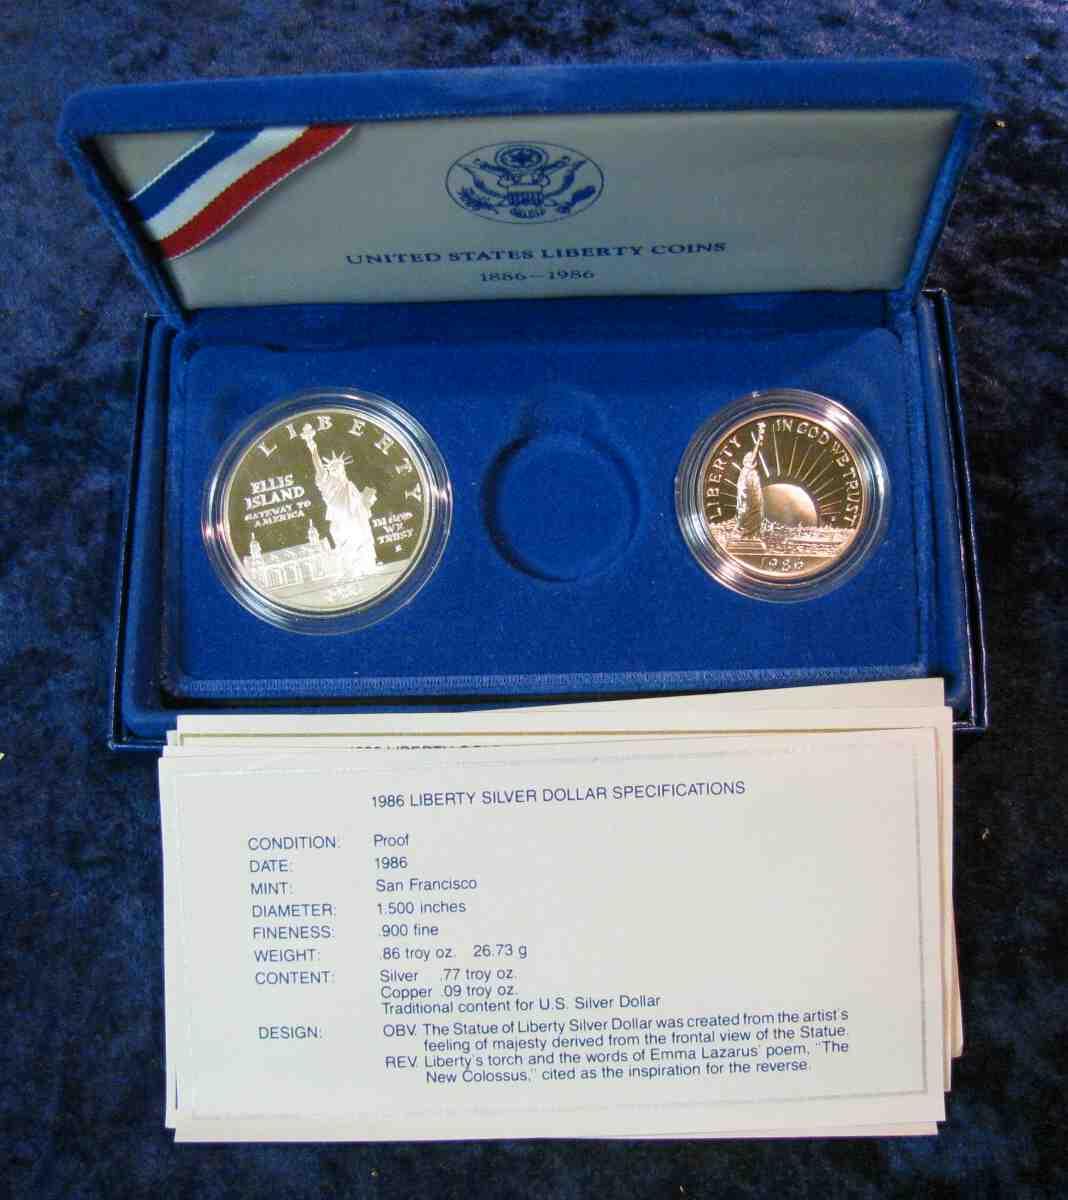 UNITED STATES LIBERTY COINS
1886–1986
LIBERTY
ELLIS
ISLAND
GATEWAY TO
AMERICA
IN GOD
WE
TRUST
S
LIBERTY
IN GOD WE TRUST
1986
1986 LIBERTY SILVER DOLLAR SPECIFICATIONS
CONDITION: Proof
DATE: 1986
MINT: San Francisco
DIAMETER: 1.500 inches
FINENESS: .900 fine
WEIGHT: .86 troy oz. 26.73 g
CONTENT: Silver .77 troy oz.
Copper .09 troy oz.
Traditional content for U.S. Silver Dollar
DESIGN: OBV. The Statue of Liberty Silver Dollar was created from the artist s
feeling of majesty derived from the frontal view of the Statue.
REV. Liberty's torch and the words of Emma Lazarus' poem, "The
New Colossus," cited as the inspiration for the reverse.